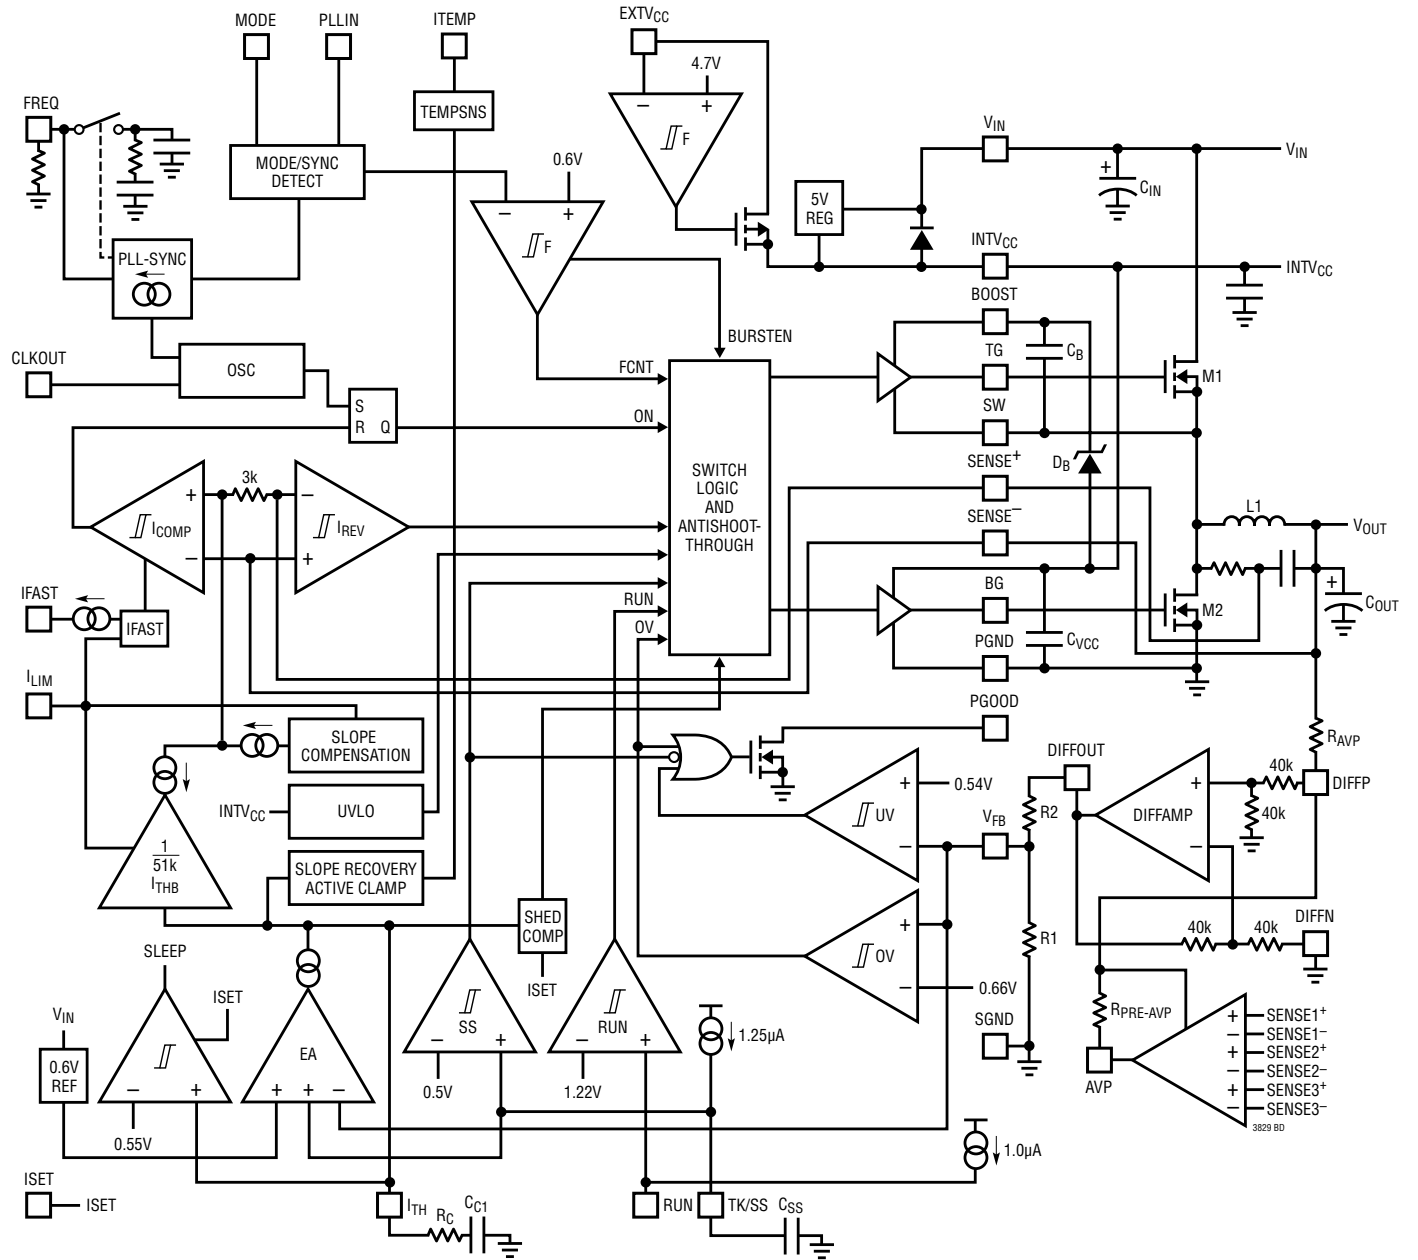 MODE
PLLIN
ITEMP
EXTVCC
4.7V
FREQ
TEMPSNS
− +
F
VIN
VIN
+
CIN
MODE/SYNC
DETECT
0.6V
− +
F
5V
REG
PLL-SYNC
INTVCC
INTVCC
BOOST
BURSTEN
CLKOUT
OSC
FCNT
TG
CB
M1
S
R Q
ON
SW
SENSE+
DB
3k
+
−
ICOMP
−
+
IREV
SWITCH
LOGIC
AND
ANTISHOOT-
THROUGH
SENSE−
L1
VOUT
IFAST
IFAST
RUN
OV
BG
M2
+
COUT
PGND
CVCC
ILIM
PGOOD
SLOPE
COMPENSATION
RAVP
DIFFOUT
40k
DIFFP
40k
INTVCC
UVLO
+
0.54V
UV
−
VFB
R2
+
DIFFAMP
−
1
51k
ITHB
SLOPE RECOVERY
ACTIVE CLAMP
SHED
COMP
ISET
+
OV
−
0.66V
R1
40k
40k
DIFFN
SLEEP
ISET
SS
− +
0.5V
RUN
− +
1.22V
1.25µA
SGND
RPRE-AVP
AVP
VIN
0.6V
REF
− +
0.55V
EA
+ + −
+ SENSE1+
− SENSE1−
+ SENSE2+
− SENSE2−
+ SENSE3+
− SENSE3−
3829 BD
1.0µA
ISET
ISET
ITH
RC
CC1
RUN
TK/SS
CSS